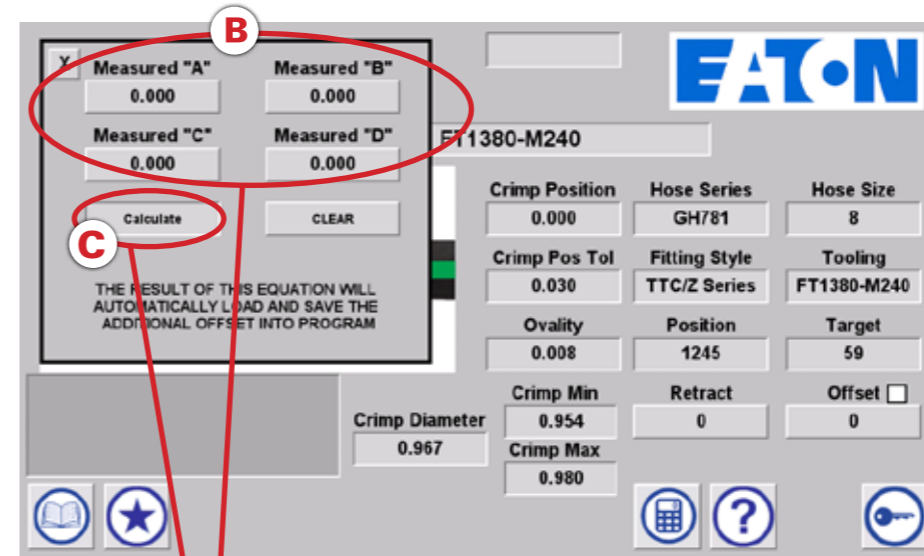 B
EATON
X
Measured "A" Measured "B"
0.000 0.000
Measured "C" Measured "D"
0.000 0.000
FT1380-M240
Calculate CLEAR
C
THE RESULT OF THIS EQUATION WILL
AUTOMATICALLY LOAD AND SAVE THE
ADDITIONAL OFFSET INTO PROGRAM
Crimp Position Hose Series Hose Size
0.000 GH781 8
Crimp Pos Tol Fitting Style Tooling
0.030 TTC/Z Series FT1380-M240
Ovality Position Target
0.008 1245 59
Crimp Min Retract Offset
0.954 0 0
Crimp Diameter
0.967
Crimp Max
0.980
?